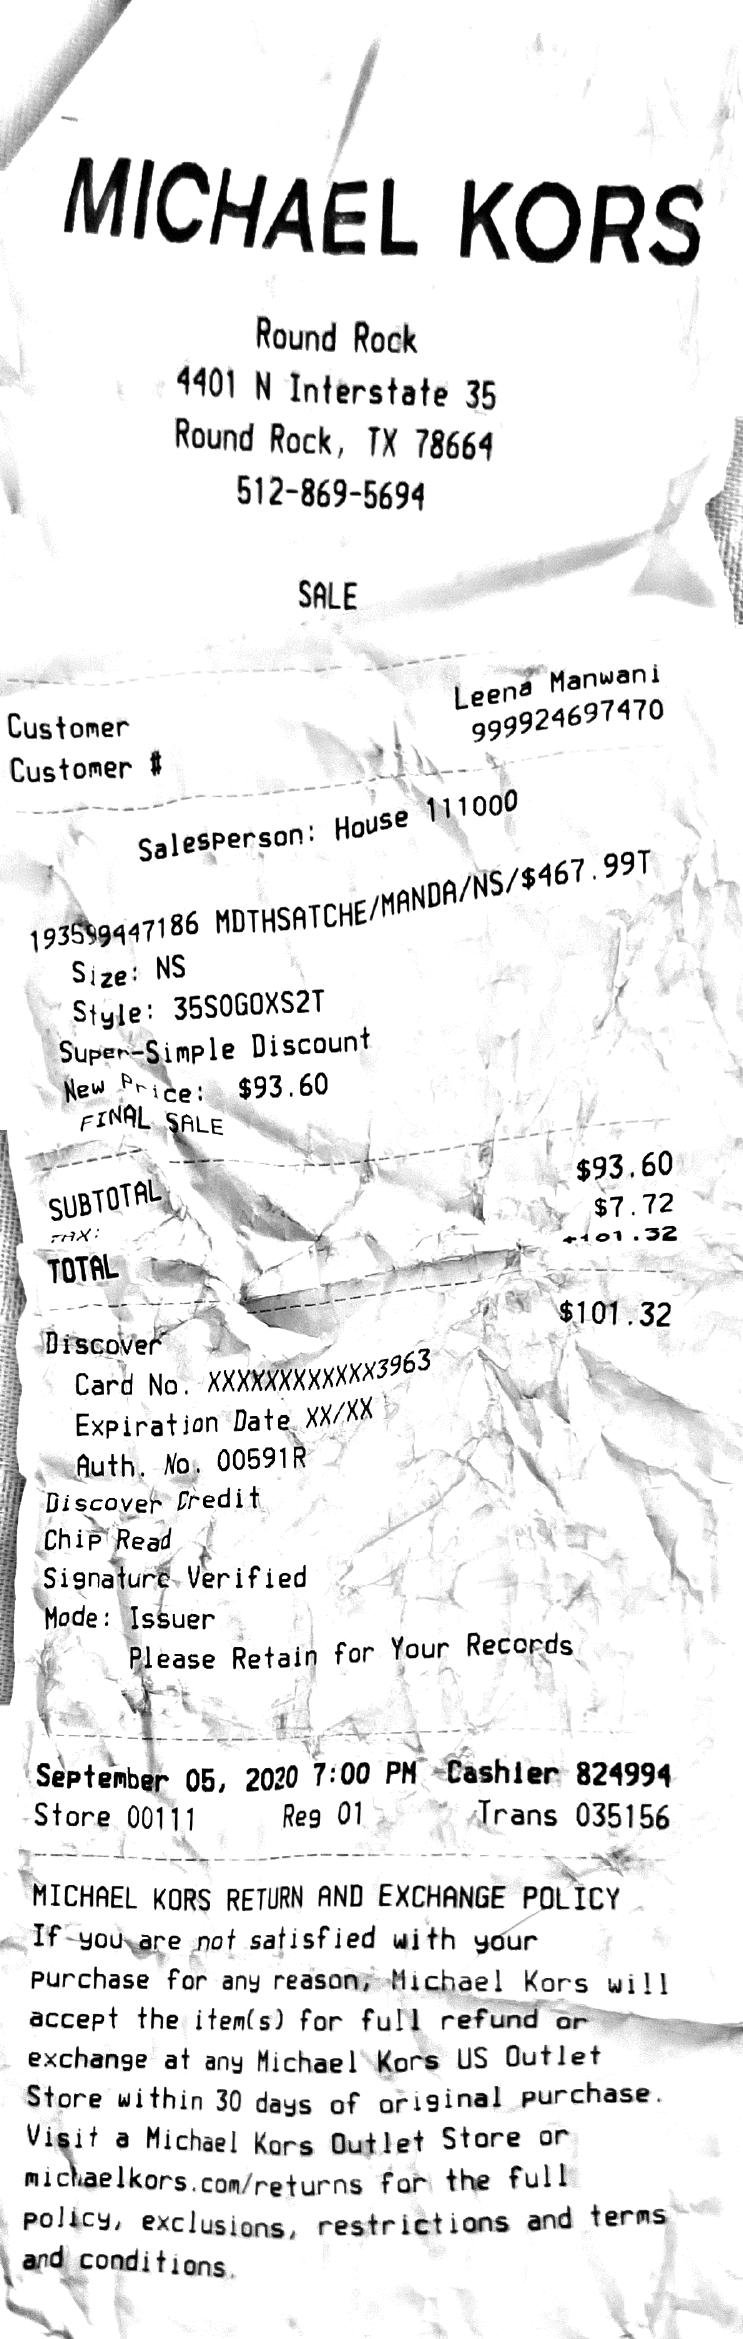 MICHAEL KORS
Round Rock
4401 N Interstate 35
Round Rock, TX 78664
512-869-5694
SALE
Customer Leena Manwani
Customer # 999924697470
Salesperson: House 111000
193599447186 MDTHSATCHE/MANDA/NS/$467.99T
Size: NS
Style: 35S0G0XS2T
Super-Simple Discount
New Price: $93.60
FINAL SALE
SUBTOTAL $93.60
TAX: $7.72
TOTAL $101.32
Discover $101.32
Card No. XXXXXXXXXXXX3963
Expiration Date XX/XX
Auth. No. 00591R
Discover Credit
Chip Read
Signature Verified
Mode: Issuer
Please Retain for Your Records
September 05, 2020 7:00 PM Cashier 824994
Store 00111 Reg 01 Trans 035156
MICHAEL KORS RETURN AND EXCHANGE POLICY
If you are not satisfied with your
purchase for any reason, Michael Kors will
accept the item(s) for full refund or
exchange at any Michael Kors US Outlet
Store within 30 days of original purchase.
Visit a Michael Kors Outlet Store or
michaelkors.com/returns for the full
policy, exclusions, restrictions and terms
and conditions.